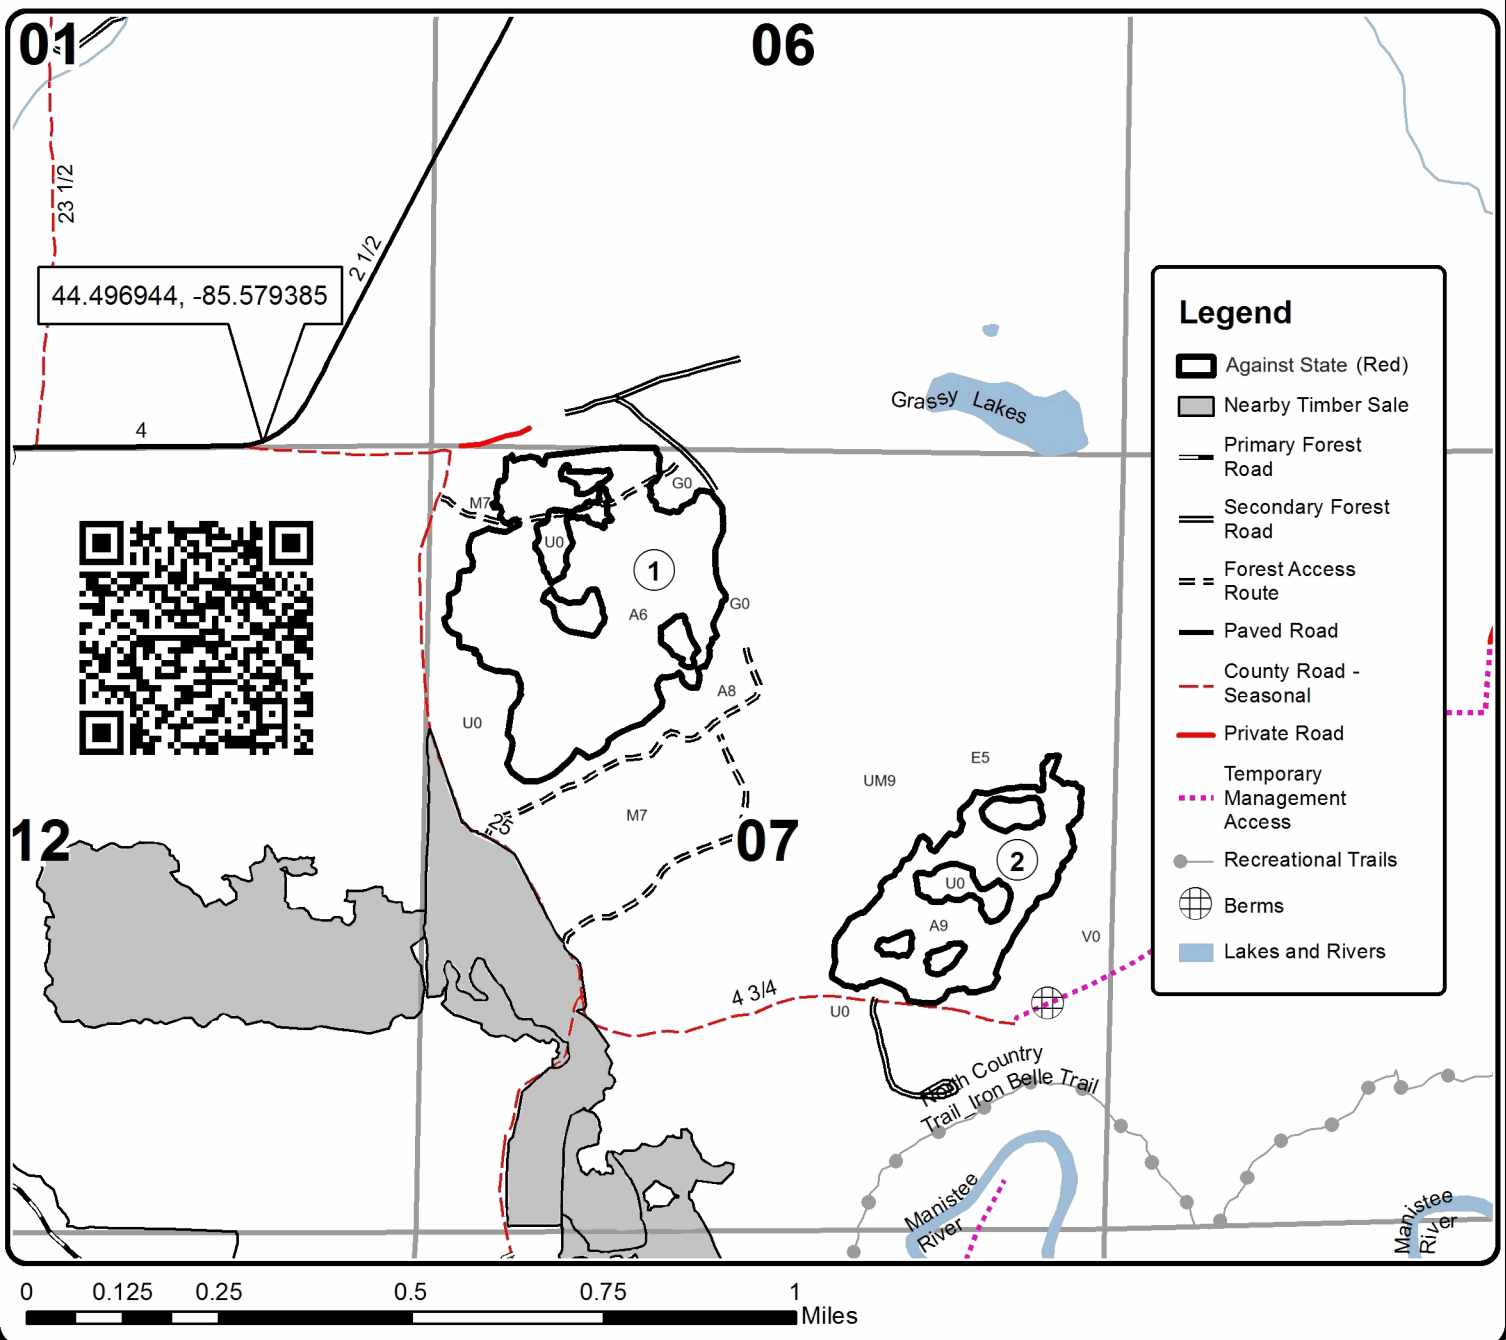 01
06
23 1/2
2 1/2
44.496944, -85.579385
4
Grassy Lakes
M7
G0
U0
1
A6
G0
A8
U0
25
M7
12
07
UM9
E5
2
U0
A9
V0
4 3/4
U0
North Country
Trail_Iron Belle Trail
Manistee
River
Manistee
River
Legend
Against State (Red)
Nearby Timber Sale
Primary Forest
Road
Secondary Forest
Road
Forest Access
Route
Paved Road
County Road -
Seasonal
Private Road
Temporary
Management
Access
Recreational Trails
Berms
Lakes and Rivers
0 0.125 0.25 0.5 0.75 1
Miles